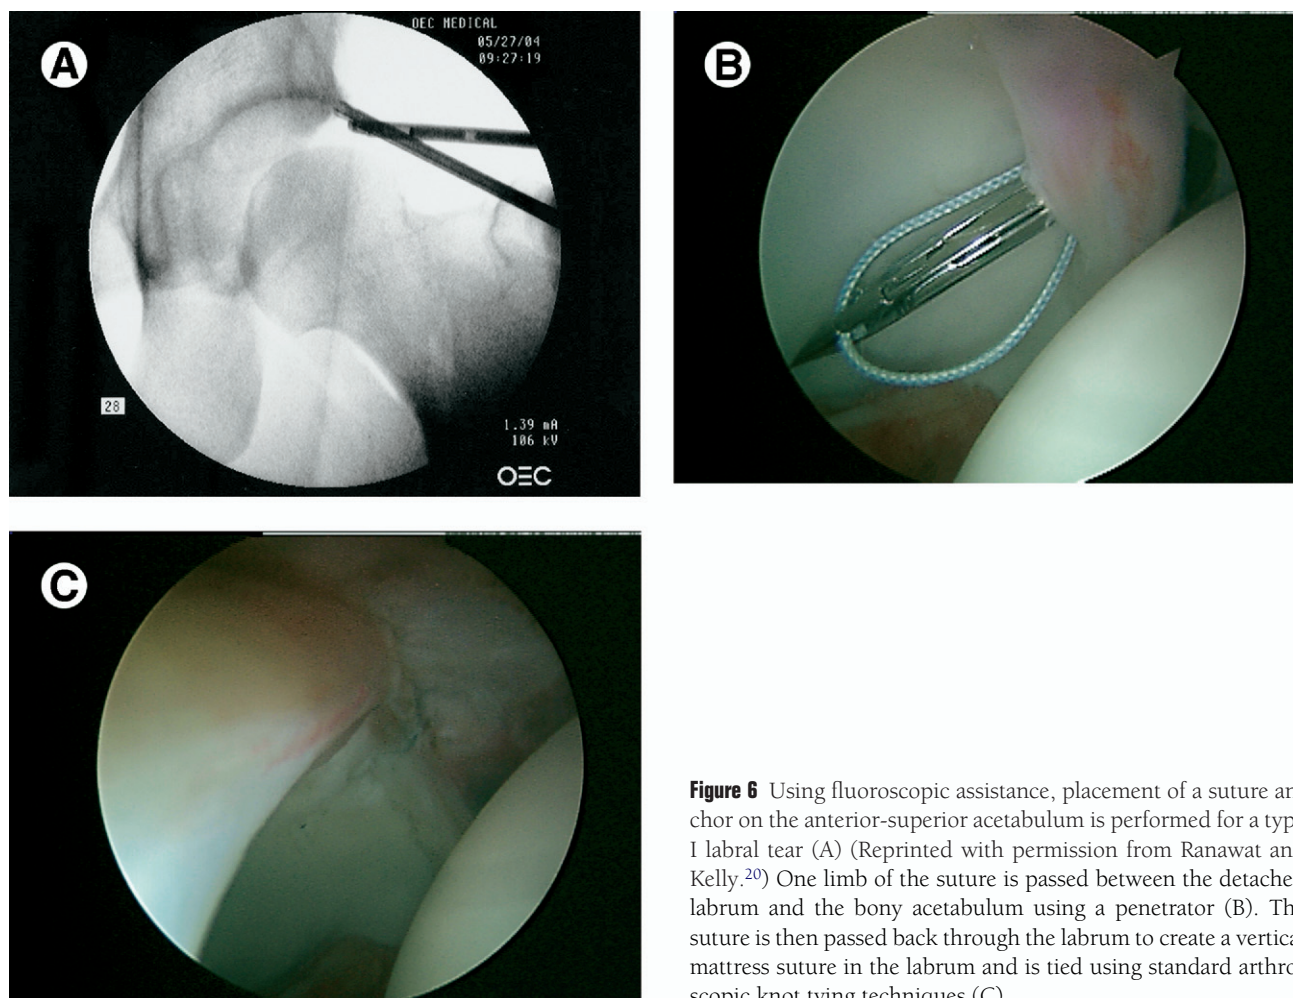 A
OEC MEDICAL
05/27/04
09:27:19
28
1.39 mA
106 kV
OEC
B
C
Figure 6 Using fluoroscopic assistance, placement of a suture an
chor on the anterior-superior acetabulum is performed for a typ
I labral tear (A) (Reprinted with permission from Ranawat an
Kelly.20) One limb of the suture is passed between the detache
labrum and the bony acetabulum using a penetrator (B). Th
suture is then passed back through the labrum to create a vertica
mattress suture in the labrum and is tied using standard arthro
scopic knot tying techniques (C)